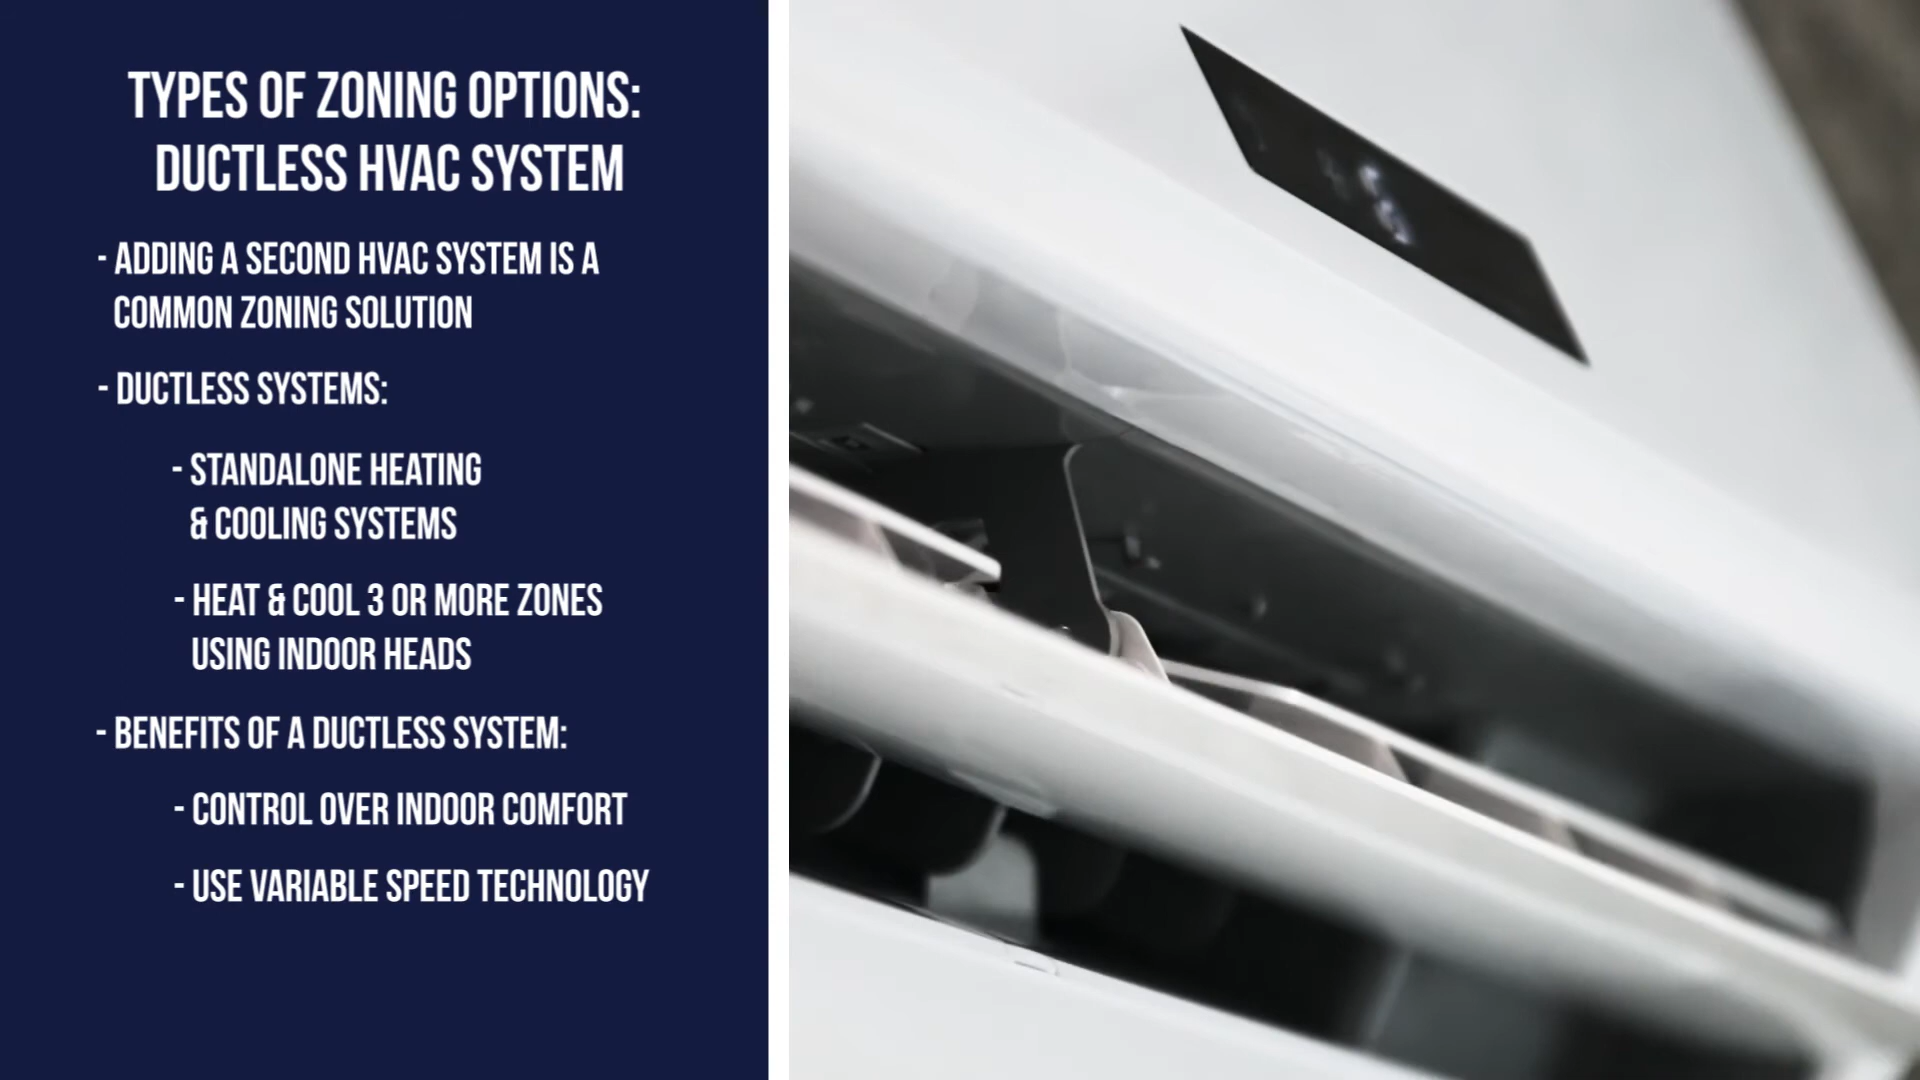 TYPES OF ZONING OPTIONS:
DUCTLESS HVAC SYSTEM
- ADDING A SECOND HVAC SYSTEM IS A
COMMON ZONING SOLUTION
- DUCTLESS SYSTEMS:
- STANDALONE HEATING
& COOLING SYSTEMS
- HEAT & COOL 3 OR MORE ZONES
USING INDOOR HEADS
- BENEFITS OF A DUCTLESS SYSTEM:
- CONTROL OVER INDOOR COMFORT
- USE VARIABLE SPEED TECHNOLOGY